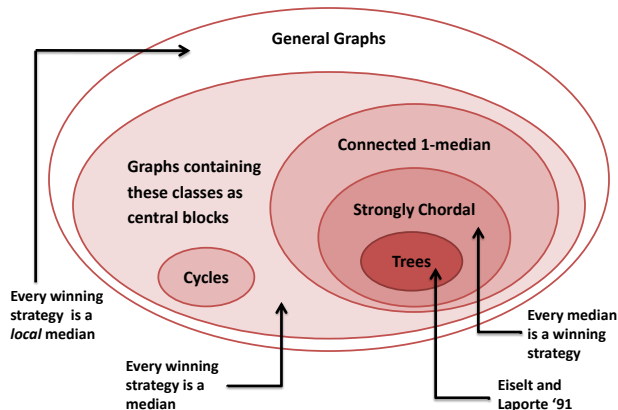 General Graphs
Connected 1-median
Graphs containing
these classes as
central blocks
Strongly Chordal
Trees
Cycles
Every winning
strategy is a
local median
Every winning
strategy is a
median
Every median
is a winning
strategy
Eiselt and
Laporte ‘91